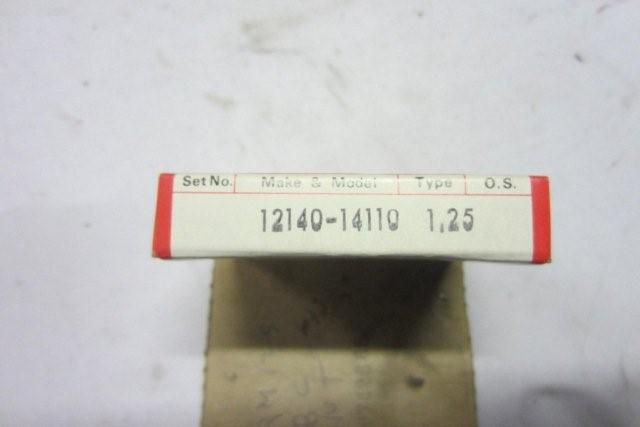 Set No. Make & Model Type O.S.
12140-14110 1.25